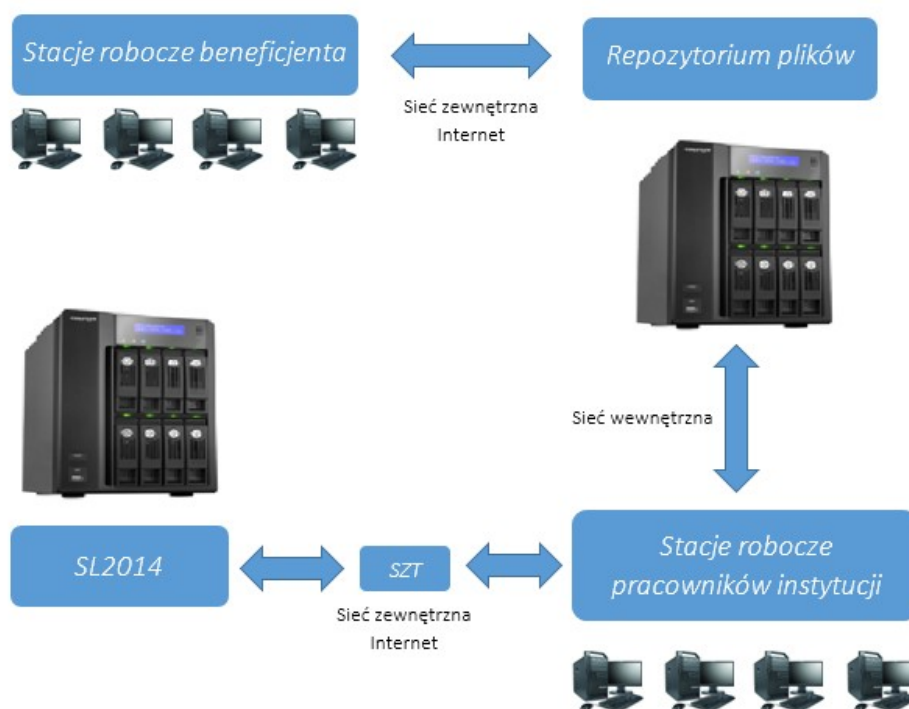 Stacje robocze beneficjenta
Repozytorium plików
Sieć zewnętrzna
Internet
Sieć wewnętrzna
SL2014
SZT
Sieć zewnętrzna
Internet
Stacje robocze
pracowników instytucji